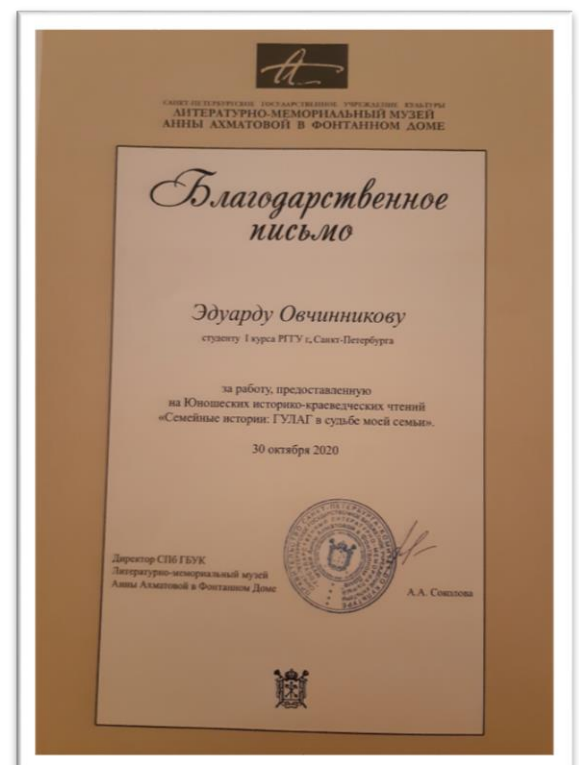 САНКТ-ПЕТЕРБУРГСКОЕ ГОСУДАРСТВЕННОЕ УЧРЕЖДЕНИЕ КУЛЬТУРЫ
ЛИТЕРАТУРНО-МЕМОРИАЛЬНЫЙ МУЗЕЙ
АННЫ АХМАТОВОЙ В ФОНТАННОМ ДОМЕ
Благодарственное
письмо
Эдуарду Овчинникову
студенту I курса РГГУ г., Санкт-Петербурга
за работу, предоставленную
на Юношеских историко-краеведческих чтений
«Семейные истории: ГУЛАГ в судьбе моей семьи».
30 октября 2020
Директор СПб ГБУК
Литературно-мемориальный музей
Анны Ахматовой в Фонтанном Доме
А.А. Соколова